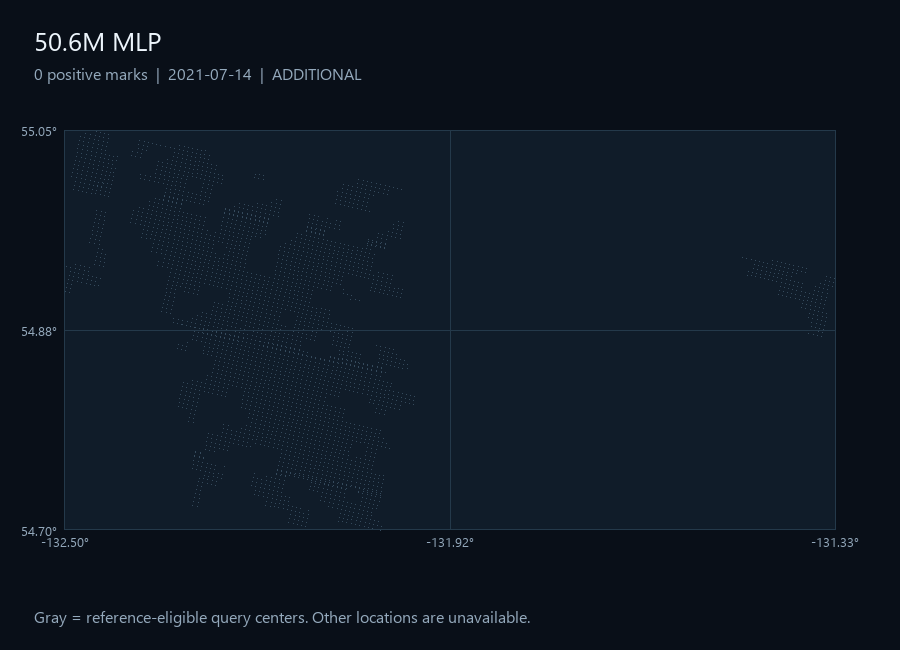 50.6M MLP
0 positive marks | 2021-07-14 | ADDITIONAL
55.05°
54.88°
54.70°
-132.50° -131.92° -131.33°
Gray = reference-eligible query centers. Other locations are unavailable.